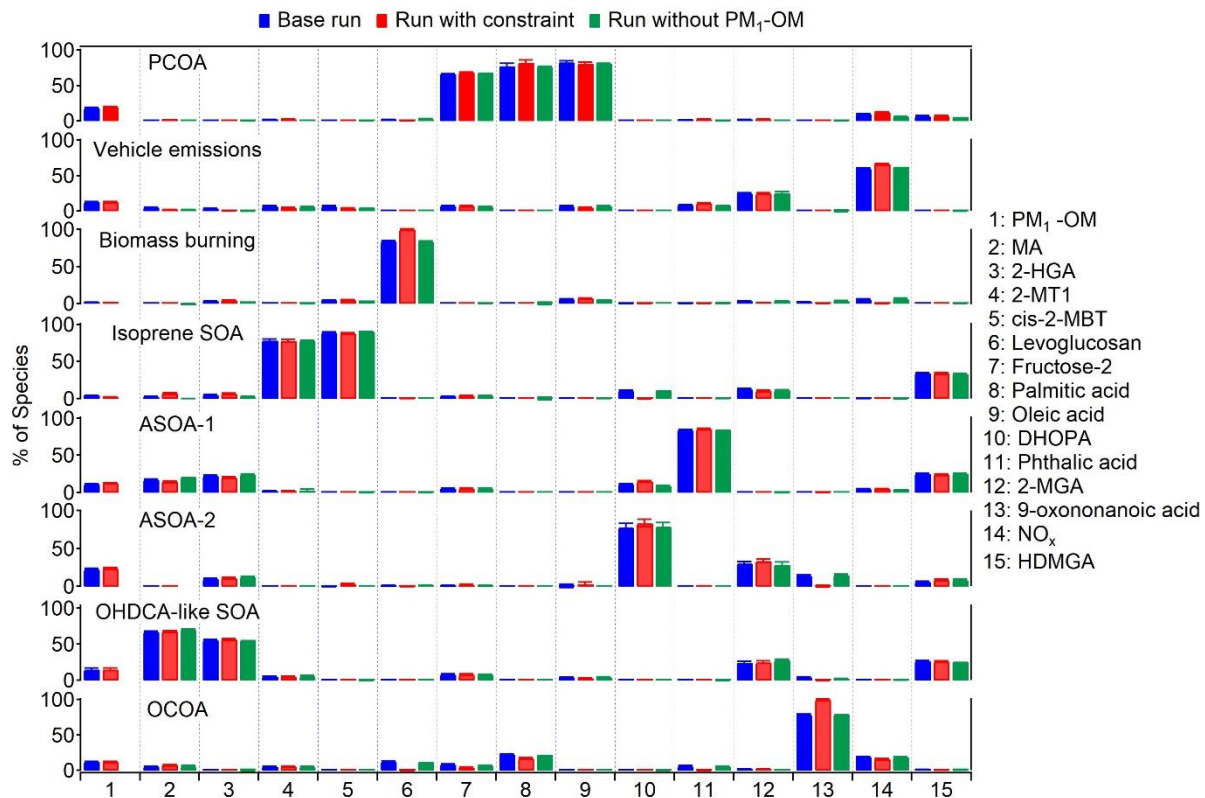 Base run Run with constraint Run without PM₁-OM
% of Species
100
50
0
PCOA
100
50
0
Vehicle emissions
100
50
0
Biomass burning
100
50
0
Isoprene SOA
100
50
0
ASOA-1
100
50
0
ASOA-2
100
50
0
OHDCA-like SOA
100
50
0
OCOA
1 2 3 4 5 6 7 8 9 10 11 12 13 14 15
1: PM₁ -OM
2: MA
3: 2-HGA
4: 2-MT1
5: cis-2-MBT
6: Levoglucosan
7: Fructose-2
8: Palmitic acid
9: Oleic acid
10: DHOPA
11: Phthalic acid
12: 2-MGA
13: 9-oxononanoic acid
14: NOₓ
15: HDMGA